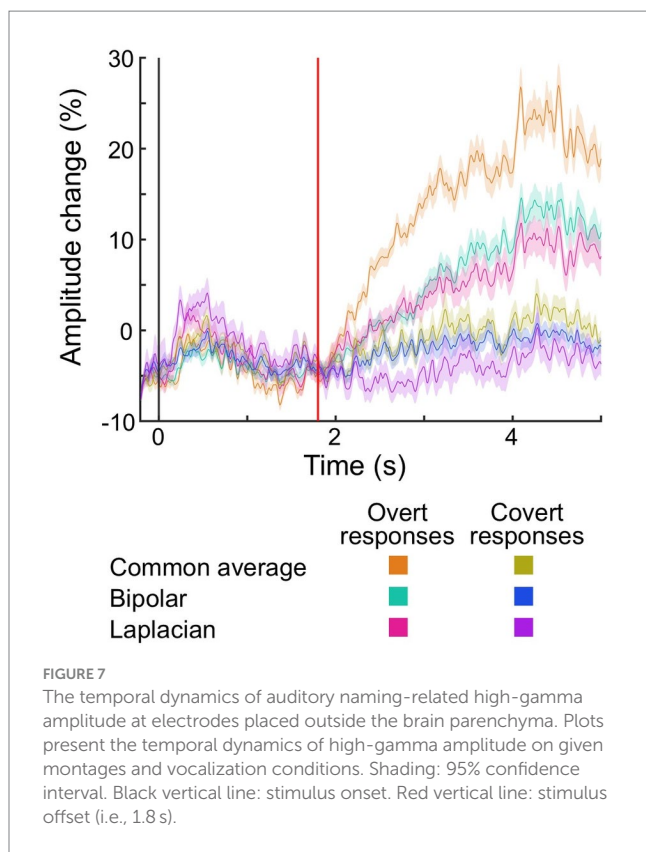 30
20
10
0
-10
Amplitude change (%)
0 2 4
Time (s)
Overt Covert
responses responses
Common average
Bipolar
Laplacian
FIGURE 7
The temporal dynamics of auditory naming-related high-gamma
amplitude at electrodes placed outside the brain parenchyma. Plots
present the temporal dynamics of high-gamma amplitude on given
montages and vocalization conditions. Shading: 95% confidence
interval. Black vertical line: stimulus onset. Red vertical line: stimulus
offset (i.e., 1.8 s).